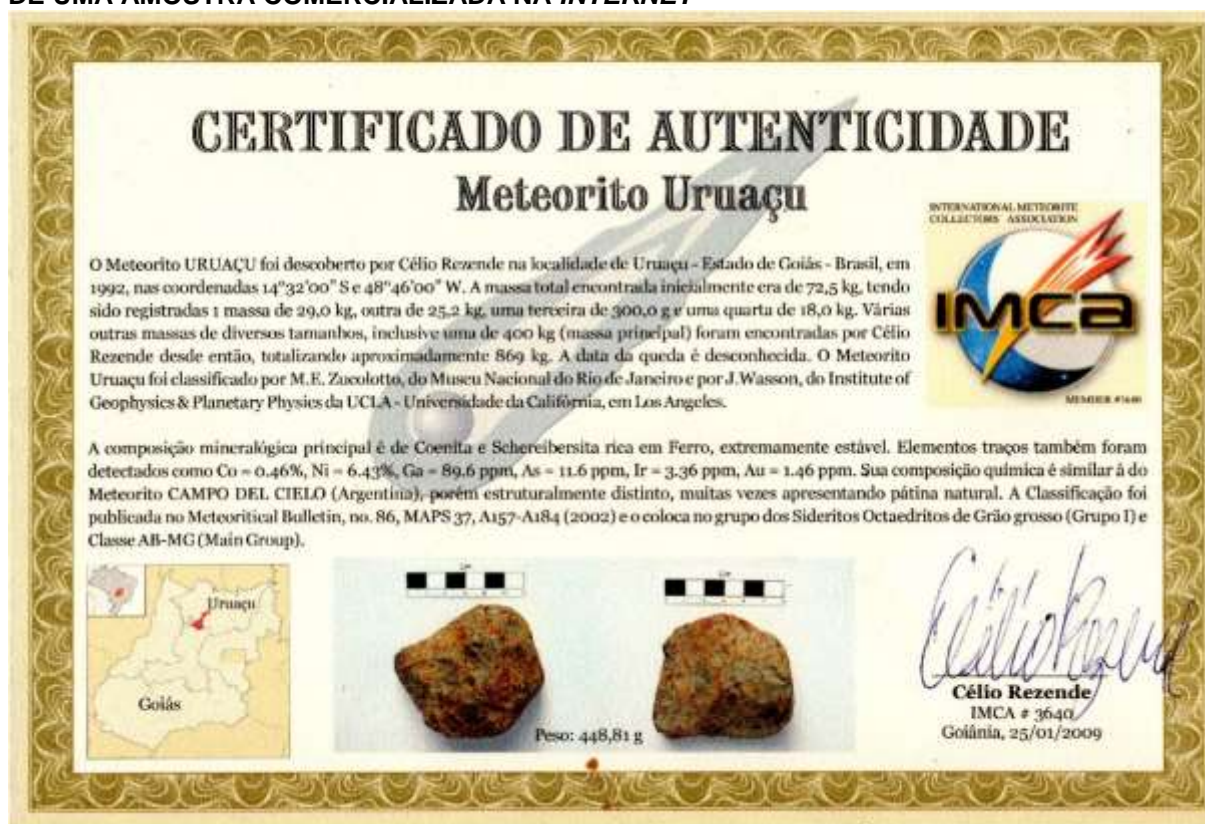 DE UMA AMOSTRA COMERCIALIZADA NA INTERNET
CERTIFICADO DE AUTENTICIDADE
Meteorito Uruaçu
INTERNATIONAL METEORITE
COLLECTORS ASSOCIATION
IMCA
MEMBER #3640
O Meteorito URUAÇU foi descoberto por Célio Rezende na localidade de Uruaçu - Estado de Goiás - Brasil, em
1992, nas coordenadas 14°32'00" S e 48°46'00" W. A massa total encontrada inicialmente era de 72,5 kg, tendo
sido registradas 1 massa de 29,0 kg, outra de 25,2 kg, uma terceira de 300,0 g e uma quarta de 18,0 kg. Várias
outras massas de diversos tamanhos, inclusive uma de 400 kg (massa principal) foram encontradas por Célio
Rezende desde então, totalizando aproximadamente 869 kg. A data da queda é desconhecida. O Meteorito
Uruaçu foi classificado por M.E. Zucolotto, do Museu Nacional do Rio de Janeiro e por J.Wasson, do Institute of
Geophysics & Planetary Physics da UCLA - Universidade da Califórnia, em Los Angeles.
A composição mineralógica principal é de Coenita e Schereibersita rica em Ferro, extremamente estável. Elementos traços também foram
detectados como Co = 0.46%, Ni = 6.43%, Ga = 89.6 ppm, As = 11.6 ppm, Ir = 3.36 ppm, Au = 1.46 ppm. Sua composição química é similar á do
Meteorito CAMPO DEL CIELO (Argentina), porém estruturalmente distinto, muitas vezes apresentando pátina natural. A Classificação foi
publicada no Meteoritical Bulletin, no. 86, MAPS 37, A157-A184 (2002) e o coloca no grupo dos Sideritos Octaedritos de Grão grosso (Grupo I) e
Classe AB-MG (Main Group).
Uruaçu
Goiás
Peso: 448,81 g
Célio Rezende
Célio Rezende
IMCA # 3640
Goiânia, 25/01/2009